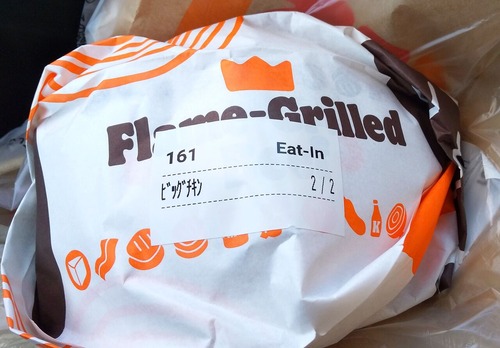 Flame-Grilled
161 Eat-In
ﾋﾞｯｸﾞﾁｷﾝ 2/2
K